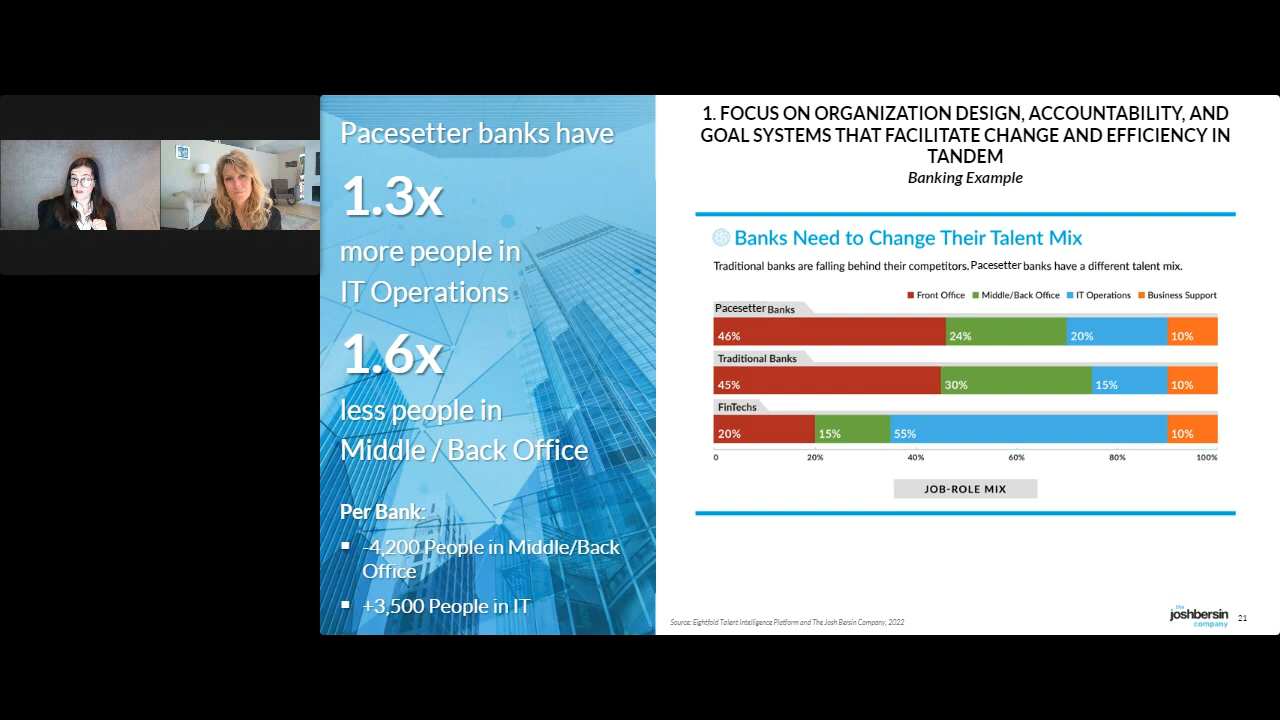 Pacesetter banks have
1.3x
more people in
IT Operations
1.6x
less people in
Middle / Back Office
Per Bank:
▪ -4,200 People in Middle/Back
Office
▪ +3,500 People in IT
1. FOCUS ON ORGANIZATION DESIGN, ACCOUNTABILITY, AND
GOAL SYSTEMS THAT FACILITATE CHANGE AND EFFICIENCY IN
TANDEM
Banking Example
Banks Need to Change Their Talent Mix
Traditional banks are falling behind their competitors. Pacesetter banks have a different talent mix.
Front Office Middle/Back Office IT Operations Business Support
Pacesetter Banks
46% 24% 20% 10%
Traditional Banks
45% 30% 15% 10%
FinTechs
20% 15% 55% 10%
0 20% 40% 60% 80% 100%
JOB-ROLE MIX
Source: Eightfold Talent Intelligence Platform and The Josh Bersin Company, 2022
the
joshbersin
company
21